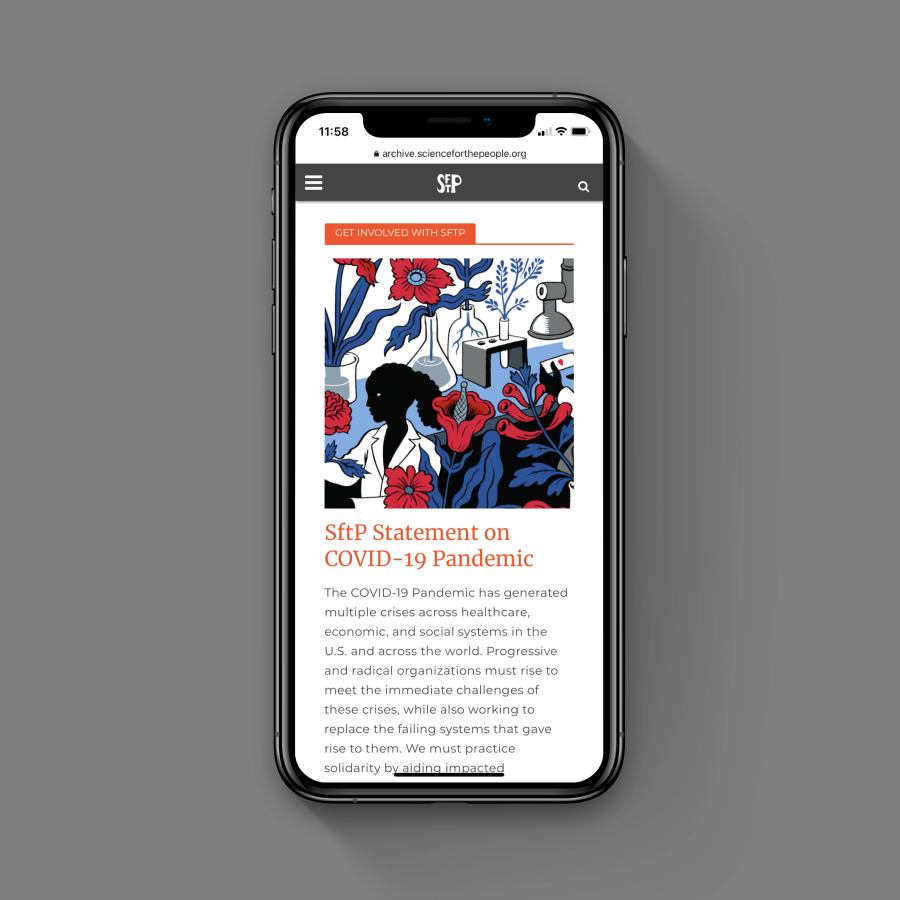 11:58
archive.scienceforthepeople.org
SftP
GET INVOLVED WITH SFTP
SftP Statement on
COVID-19 Pandemic
The COVID-19 Pandemic has generated
multiple crises across healthcare,
economic, and social systems in the
U.S. and across the world. Progressive
and radical organizations must rise to
meet the immediate challenges of
these crises, while also working to
replace the failing systems that gave
rise to them. We must practice
solidarity by aiding impacted